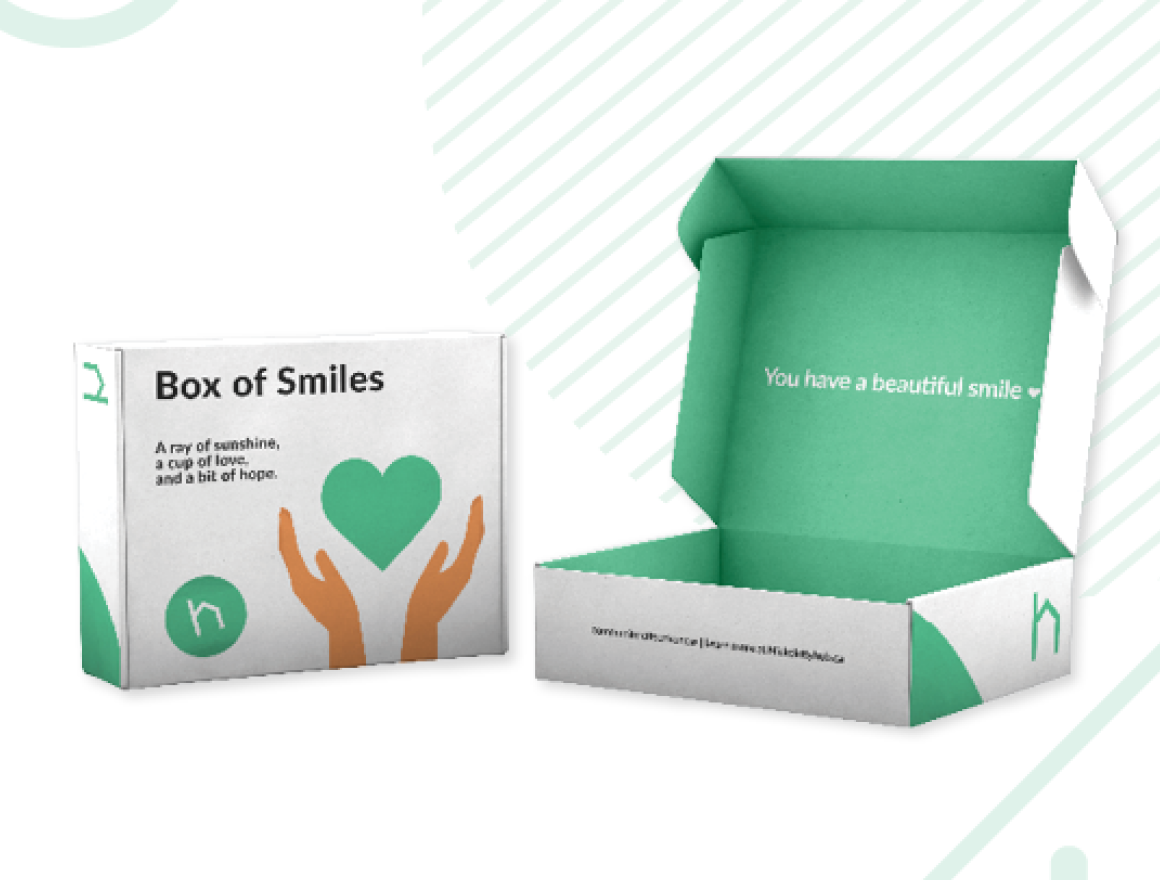 Box of Smiles
A ray of sunshine,
a cup of love,
and a bit of hope.
n
You have a beautiful smile ❤
n
n